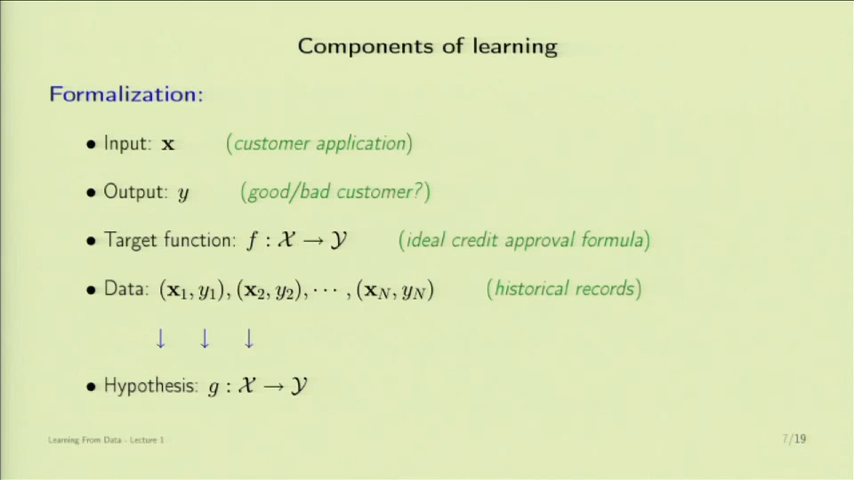 Components of learning
Formalization:
• Input: x (customer application)
• Output: y (good/bad customer?)
• Target function: f : 𝒳 → 𝒴 (ideal credit approval formula)
• Data: (x₁, y₁), (x₂, y₂), · · · , (x_N, y_N) (historical records)
↓ ↓ ↓
• Hypothesis: g : 𝒳 → 𝒴
Learning From Data - Lecture 1 7/19